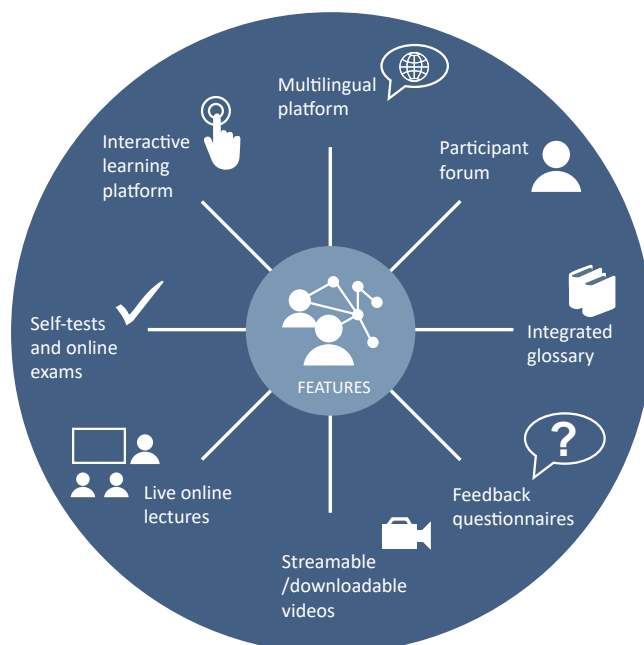 Multilingual
platform
Participant
forum
Integrated
glossary
?
Feedback
questionnaires
Streamable
/downloadable
videos
Live online
lectures
Self-tests
and online
exams
Interactive
learning
platform
FEATURES